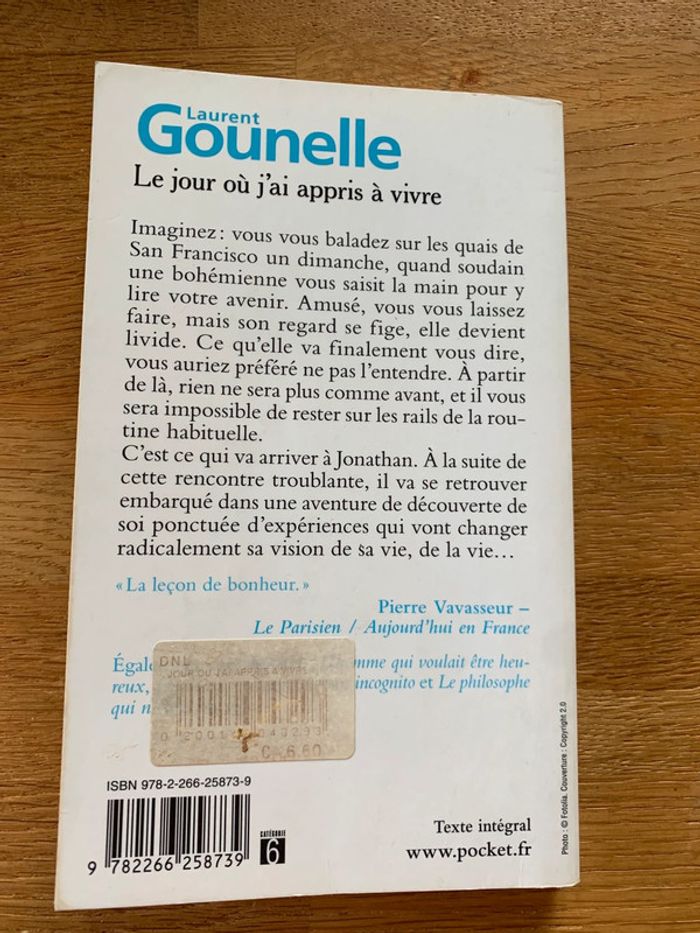 Laurent
Gounelle
Le jour où j'ai appris à vivre
Imaginez : vous vous baladez sur les quais de
San Francisco un dimanche, quand soudain
une bohémienne vous saisit la main pour y
lire votre avenir. Amusé, vous vous laissez
faire, mais son regard se fige, elle devient
livide. Ce qu'elle va finalement vous dire,
vous auriez préféré ne pas l'entendre. À partir
de là, rien ne sera plus comme avant, et il vous
sera impossible de rester sur les rails de la rou-
tine habituelle.
C'est ce qui va arriver à Jonathan. À la suite de
cette rencontre troublante, il va se retrouver
embarqué dans une aventure de découverte de
soi ponctuée d'expériences qui vont changer
radicalement sa vision de sa vie, de la vie…
« La leçon de bonheur. »
Pierre Vavasseur –
Le Parisien / Aujourd'hui en France
qui voulait être heu-
reux, incognito et Le philosophe
qui
DNL
JOUR OU J'AI APPRIS A VIVRE
€ 6,60
ISBN 978-2-266-25873-9
9 782266 258739
CATÉGORIE
6
Texte intégral
www.pocket.fr
Photo : © Fotolia. Couverture : Copyright 2.0